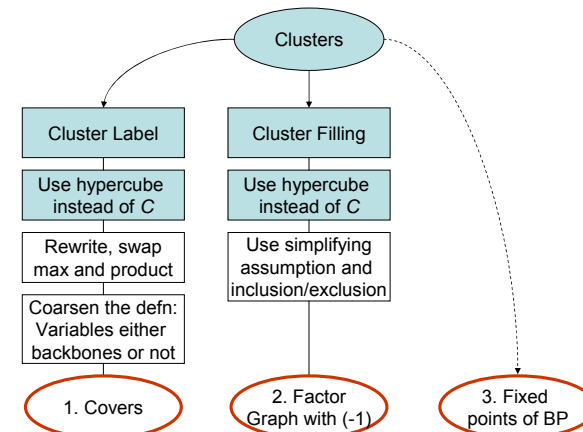 Clusters
Cluster Label
Use hypercube
instead of C
Rewrite, swap
max and product
Coarsen the defn:
Variables either
backbones or not
1. Covers
Cluster Filling
Use hypercube
instead of C
Use simplifying
assumption and
inclusion/exclusion
2. Factor
Graph with (-1)
3. Fixed
points of BP